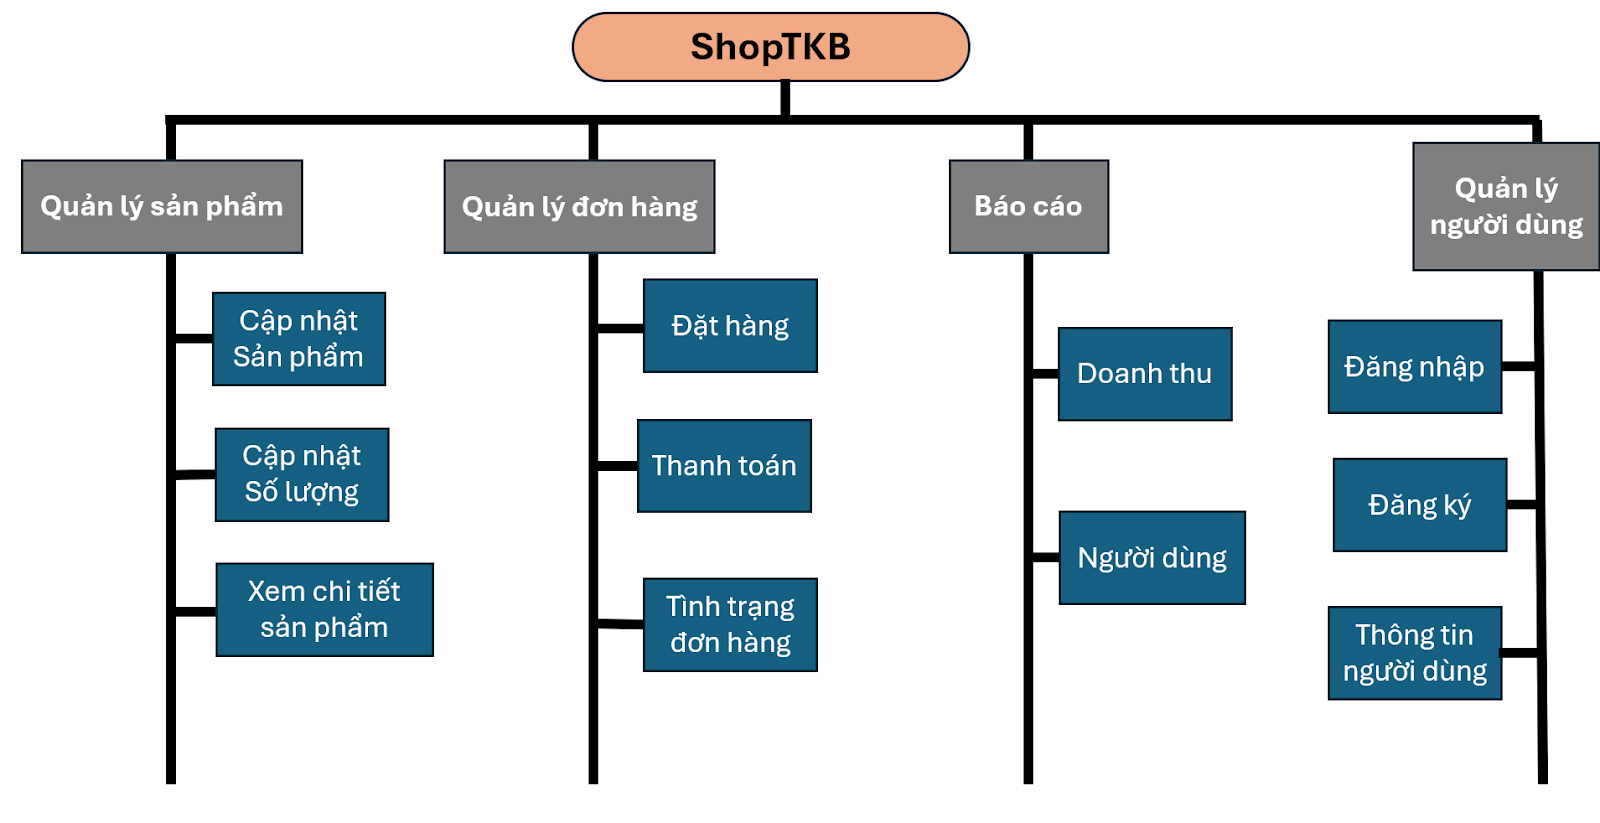 ShopTKB
Quản lý sản phẩm
Cập nhật
Sản phẩm
Cập nhật
Số lượng
Xem chi tiết
sản phẩm
Quản lý đơn hàng
Đặt hàng
Thanh toán
Tình trạng
đơn hàng
Báo cáo
Doanh thu
Người dùng
Quản lý
người dùng
Đăng nhập
Đăng ký
Thông tin
người dùng